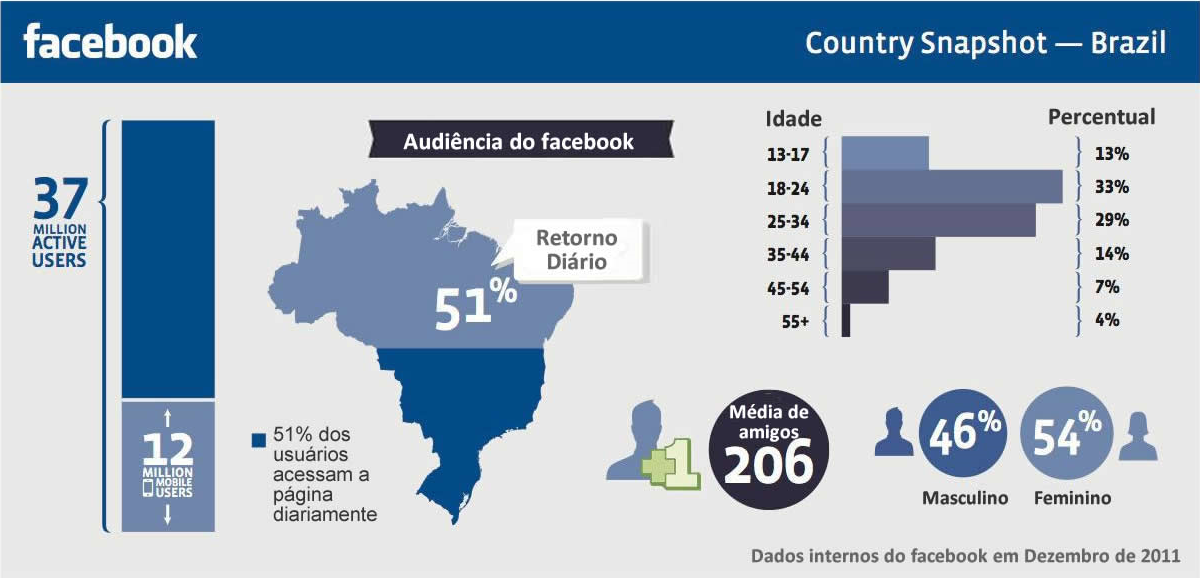 facebook
Country Snapshot — Brazil
37
MILLION
ACTIVE
USERS
12
MILLION
MOBILE
USERS
Audiência do facebook
Retorno
Diário
51%
51% dos
usuários
acessam a
página
diariamente
Idade Percentual
13-17 13%
18-24 33%
25-34 29%
35-44 14%
45-54 7%
55+ 4%
+1
Média de
amigos
206
46%
Masculino
54%
Feminino
Dados internos do facebook em Dezembro de 2011